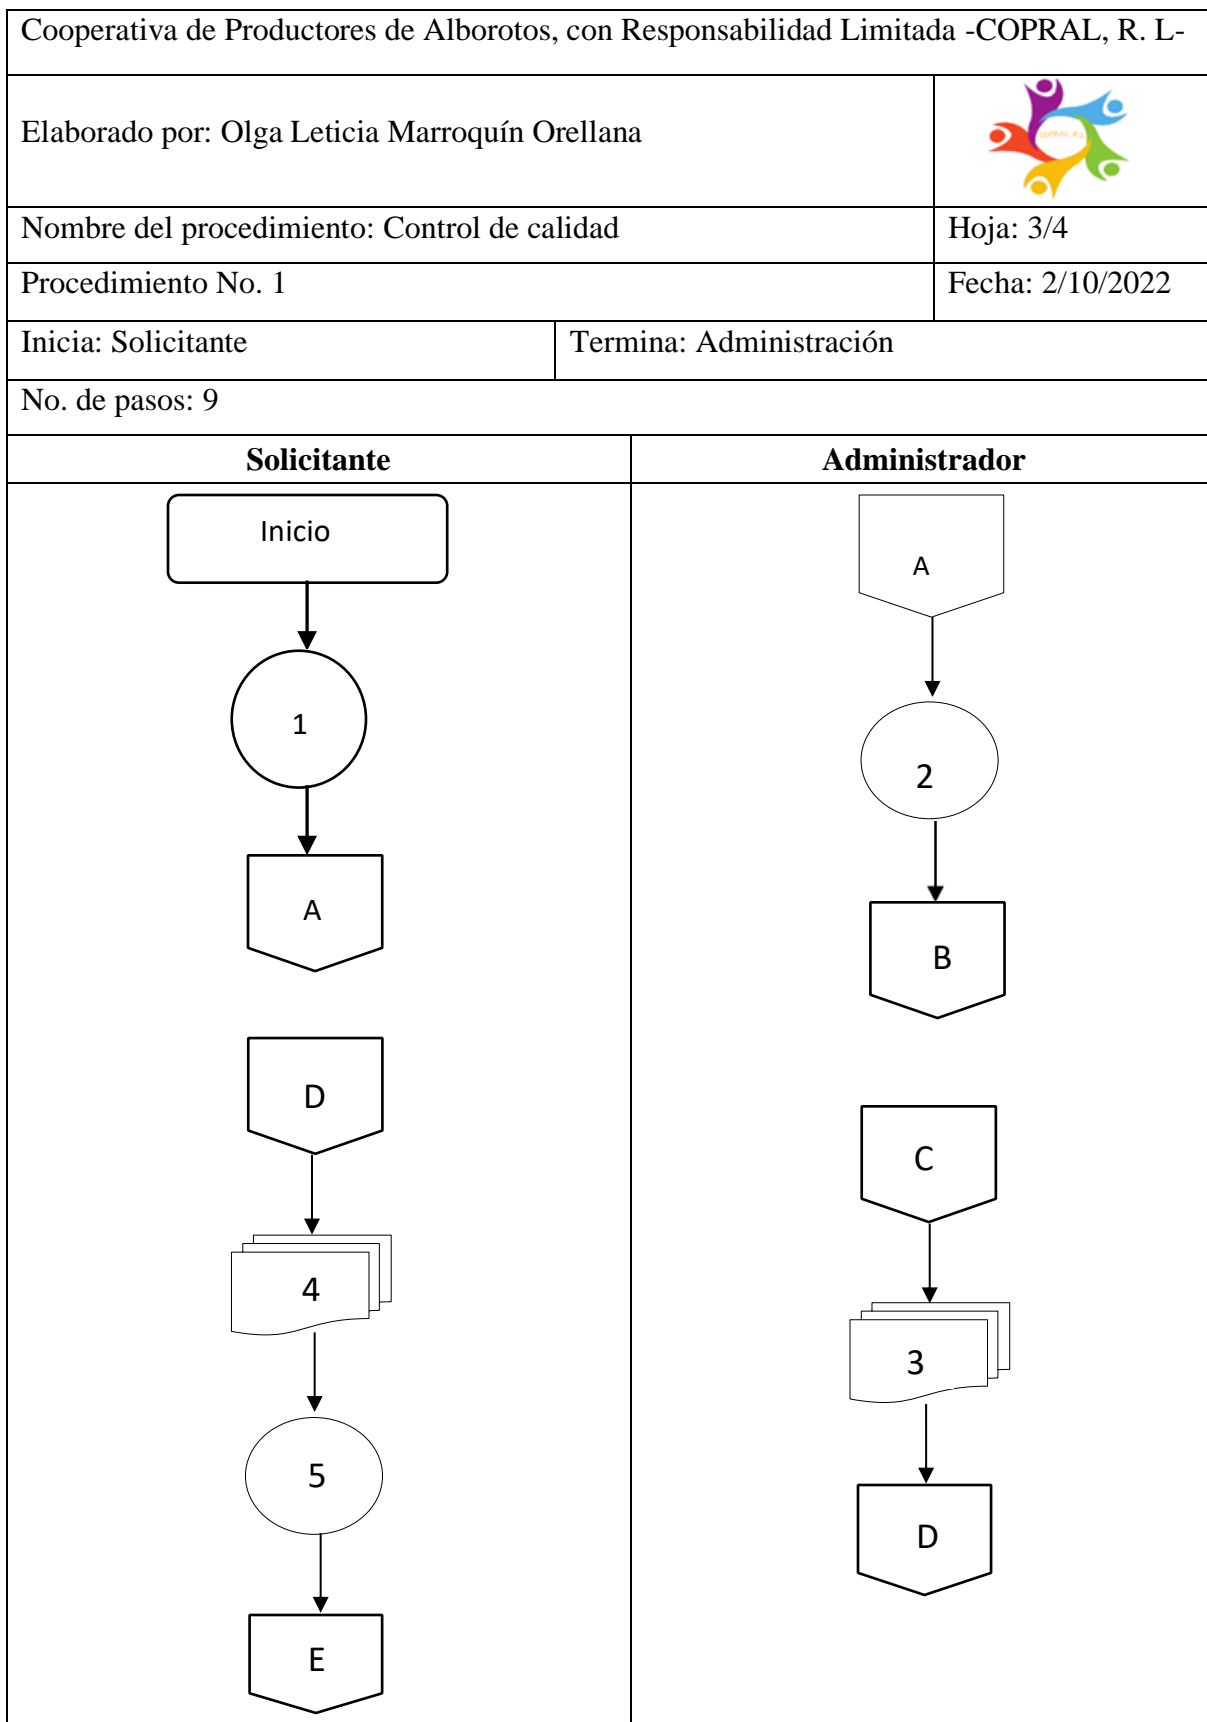 Cooperativa de Productores de Alborotos, con Responsabilidad Limitada -COPRAL, R. L-
Elaborado por: Olga Leticia Marroquín Orellana
COPRAL, R.L
Nombre del procedimiento: Control de calidad
Hoja: 3/4
Procedimiento No. 1
Fecha: 2/10/2022
Inicia: Solicitante
Termina: Administración
No. de pasos: 9
Solicitante
Administrador
Inicio
1
A
D
4
5
E
A
2
B
C
3
D